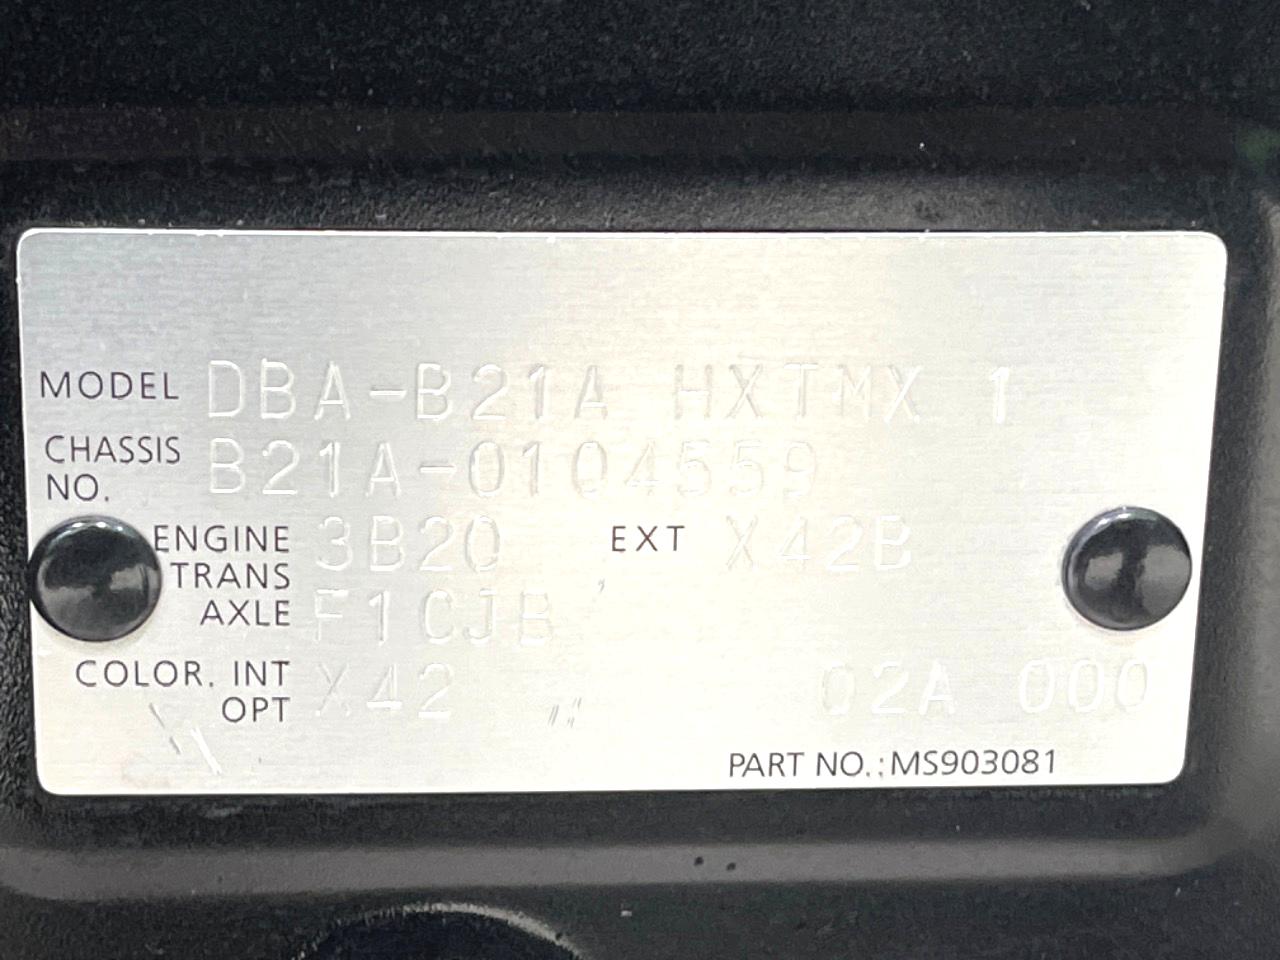 MODEL DBA-B21A HXTMX 1
CHASSIS NO. B21A-0104559
ENGINE 3B20 EXT X42B
TRANS AXLE F1CJB
COLOR. INT OPT X42 02A 000
PART NO.:MS903081